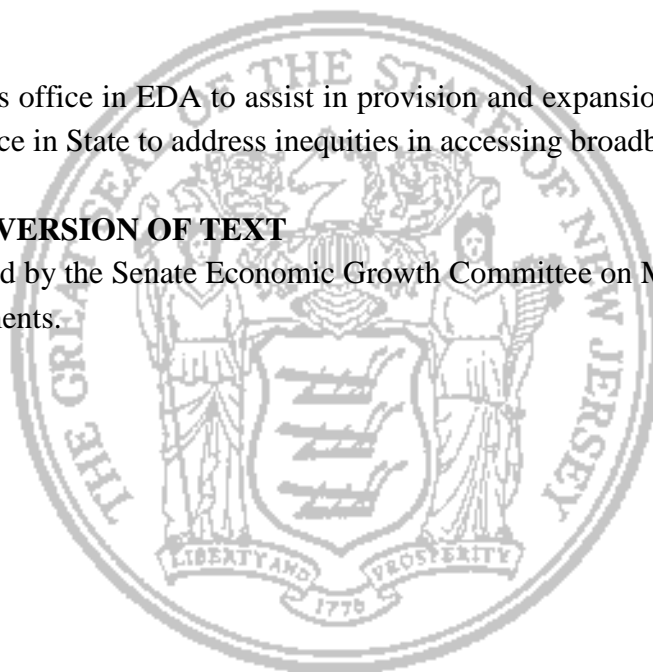 s office in EDA to assist in provision and expansio
ce in State to address inequities in accessing broadb
VERSION OF TEXT
d by the Senate Economic Growth Committee on M
nents.
THE GREAT SEAL OF THE STATE OF NEW JERSEY
LIBERTY AND PROSPERITY
1776